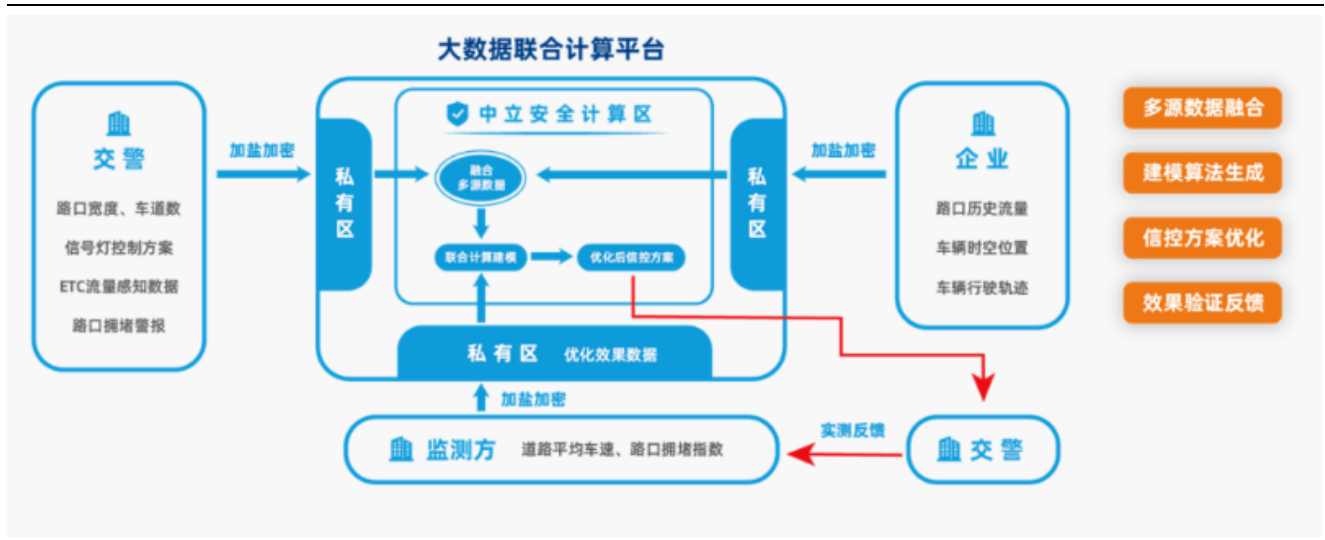 大数据联合计算平台
交警
路口宽度、车道数
信号灯控制方案
ETC流量感知数据
路口拥堵警报
加盐加密
私有区
中立安全计算区
融合
多源数据
联合计算建模
优化后信控方案
私有区
私有区 优化效果数据
加盐加密
企业
路口历史流量
车辆时空位置
车辆行驶轨迹
多源数据融合
建模算法生成
信控方案优化
效果验证反馈
加盐加密
监测方 道路平均车速、路口拥堵指数
实测反馈
交警